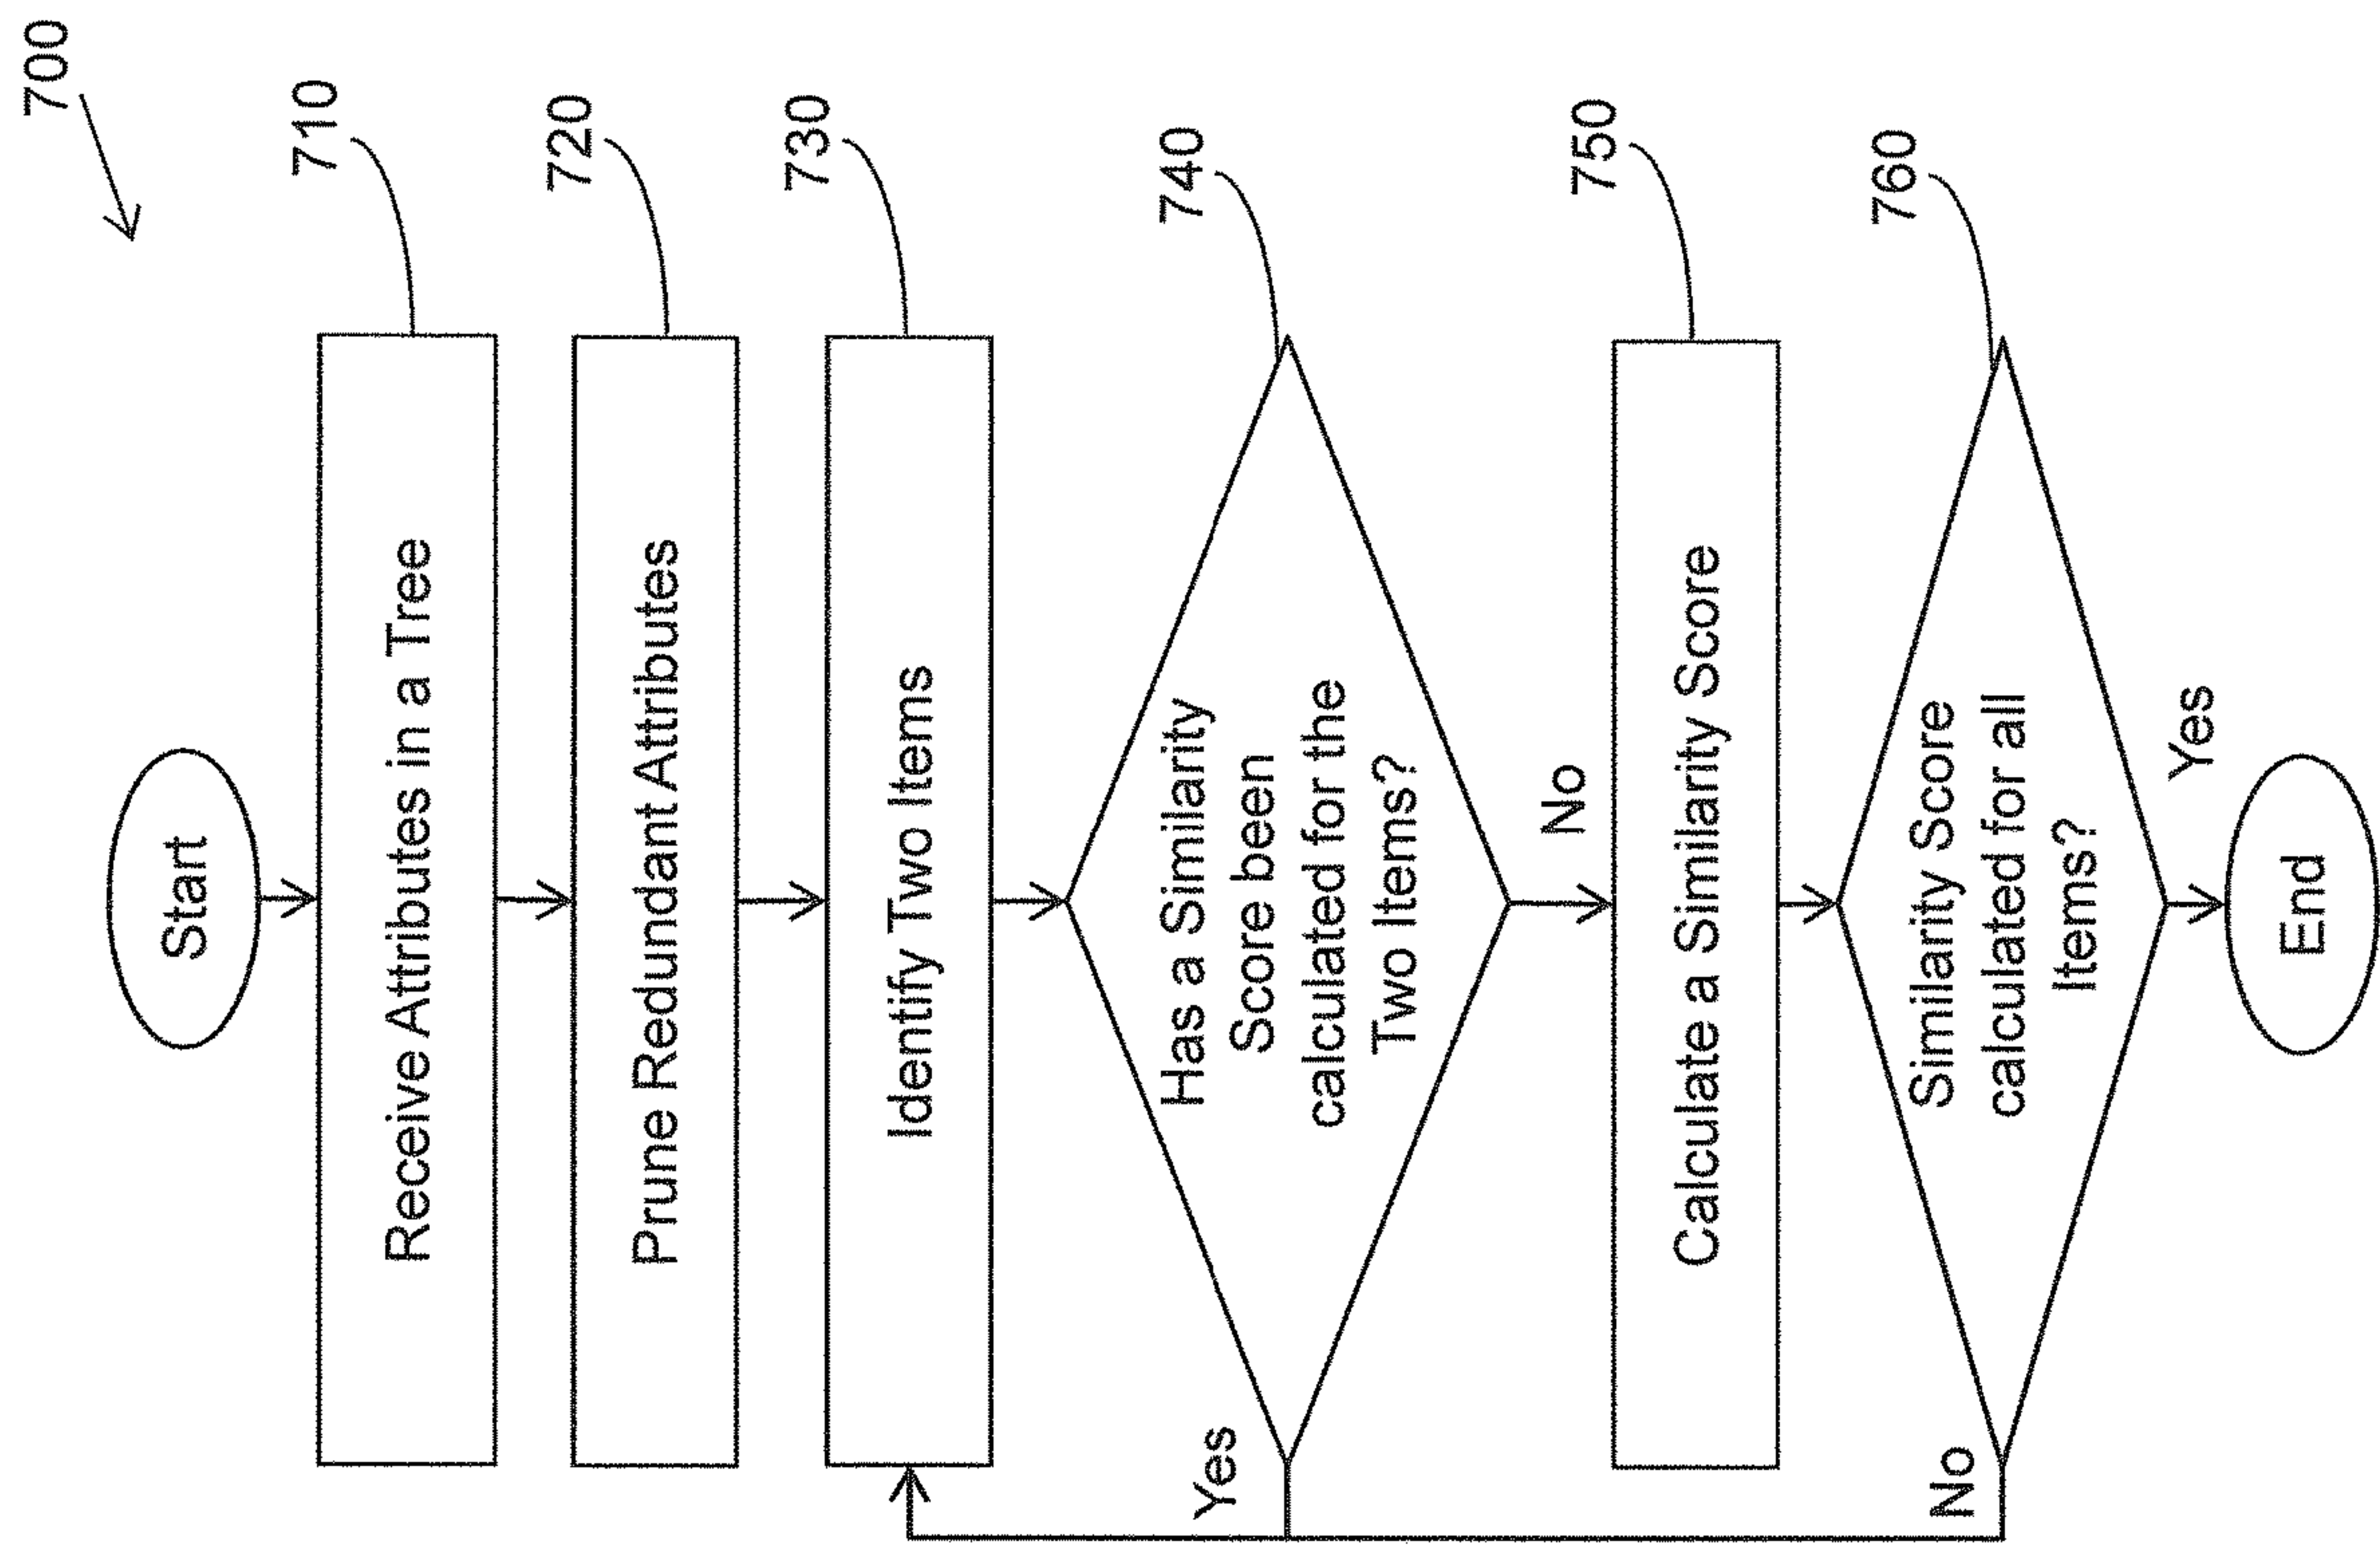 700
Start
710
Receive Attributes in a Tree
720
Prune Redundant Attributes
730
Identify Two Items
740
Has a Similarity
Score been
calculated for the
Two Items?
Yes
No
750
Calculate a Similarity Score
760
Similarity Score
calculated for all
Items?
No
Yes
End